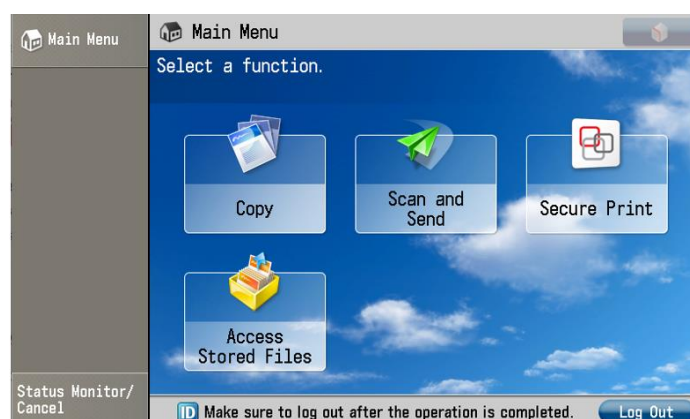 Main Menu
Main Menu
Select a function.
Copy
Scan and
Send
Secure Print
Access
Stored Files
Status Monitor/
Cancel
ID Make sure to log out after the operation is completed.
Log Out